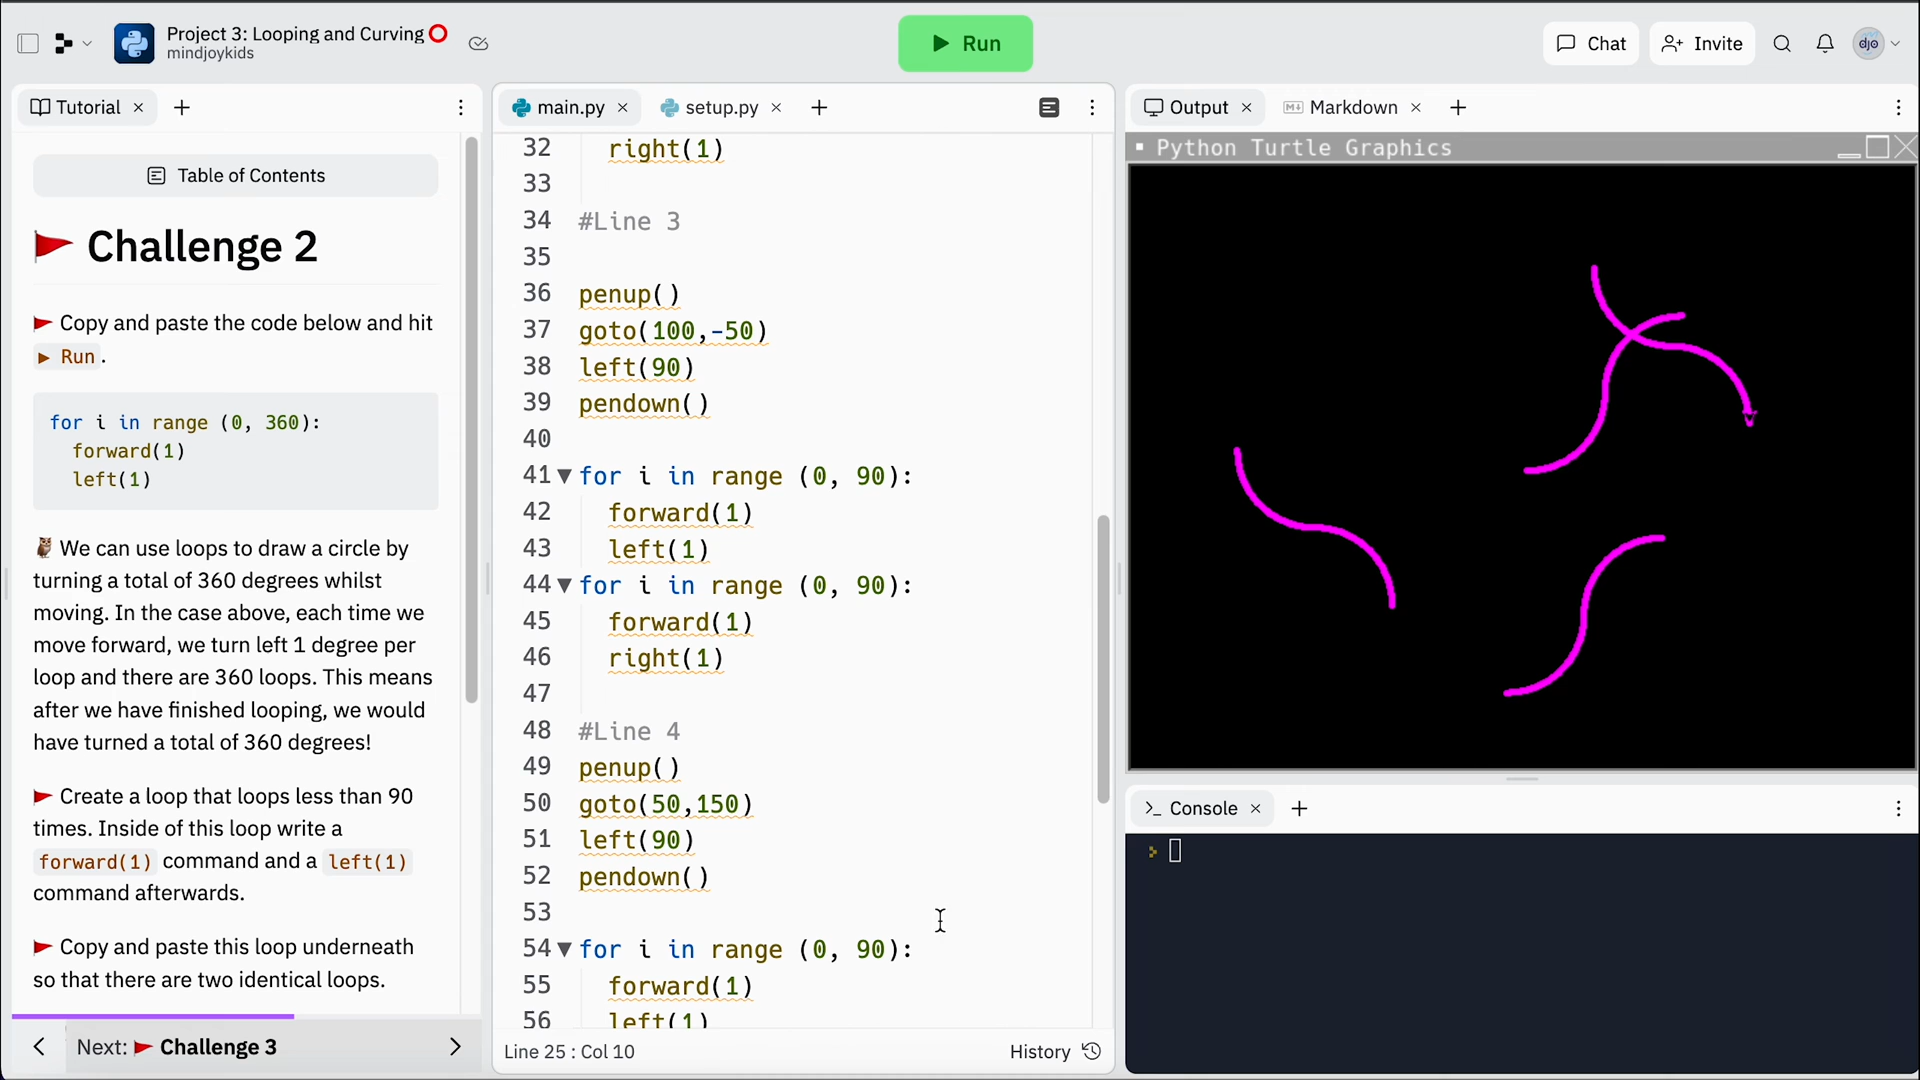 Project 3: Looping and Curving
mindjoykids
Run
Chat
Invite
djo
Tutorial
Table of Contents
Challenge 2
Copy and paste the code below and hit
Run.
for i in range (0, 360):
forward(1)
left(1)
We can use loops to draw a circle by
turning a total of 360 degrees whilst
moving. In the case above, each time we
move forward, we turn left 1 degree per
loop and there are 360 loops. This means
after we have finished looping, we would
have turned a total of 360 degrees!
Create a loop that loops less than 90
times. Inside of this loop write a
forward(1) command and a left(1)
command afterwards.
Copy and paste this loop underneath
so that there are two identical loops.
Next: Challenge 3
main.py
setup.py
32 right(1)
33
34 #Line 3
35
36 penup()
37 goto(100,-50)
38 left(90)
39 pendown()
40
41 for i in range (0, 90):
42 forward(1)
43 left(1)
44 for i in range (0, 90):
45 forward(1)
46 right(1)
47
48 #Line 4
49 penup()
50 goto(50,150)
51 left(90)
52 pendown()
53
54 for i in range (0, 90):
55 forward(1)
56 left(1)
Line 25 : Col 10
History
Output
Markdown
Python Turtle Graphics
Console